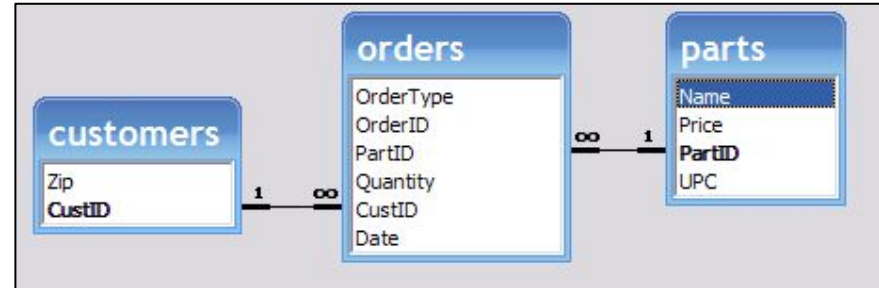 customers
Zip
CustID
1
∞
orders
OrderType
OrderID
PartID
Quantity
CustID
Date
∞
1
parts
Name
Price
PartID
UPC